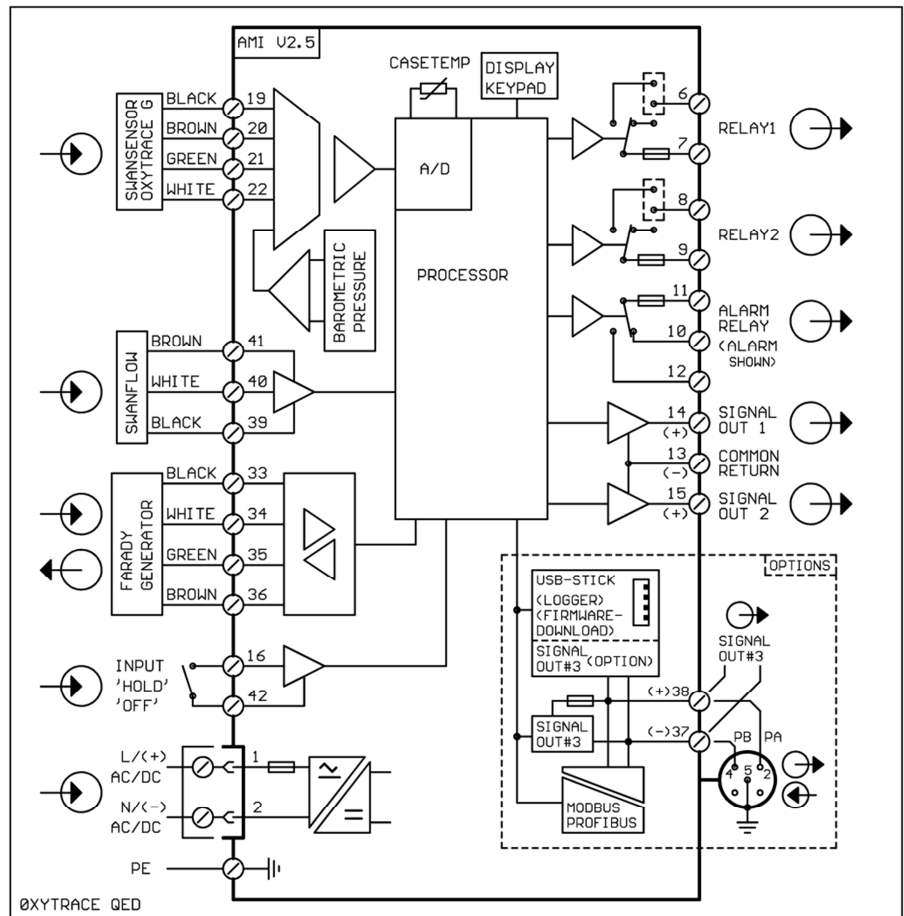 AMI V2.5
CASETEMP
DISPLAY
KEYPAD
SWANSENSOR
OXYTRACE G
BLACK 19
BROWN 20
GREEN 21
WHITE 22
A/D
PROCESSOR
BAROMETRIC
PRESSURE
6
RELAY1
7
8
RELAY2
9
11
10
12
ALARM
RELAY
(ALARM
SHOWN)
SWANFLOW
BROWN 41
WHITE 40
BLACK 39
14
(+)
SIGNAL
OUT 1
13
(-)
COMMON
RETURN
15
(+)
SIGNAL
OUT 2
FARADY
GENERATOR
BLACK 33
WHITE 34
GREEN 35
BROWN 36
INPUT
'HOLD'
'OFF'
16
42
L/(+)
AC/DC
1
N/(-)
AC/DC
2
PE
OPTIONS
USB-STICK
(LOGGER)
(FIRMWARE-
DOWNLOAD)
SIGNAL
OUT#3 (OPTION)
SIGNAL
OUT#3
(+)38
SIGNAL
OUT#3
(-)37
PB PA
4 5 2
MODBUS
PROFIBUS
0XYTRACE QED